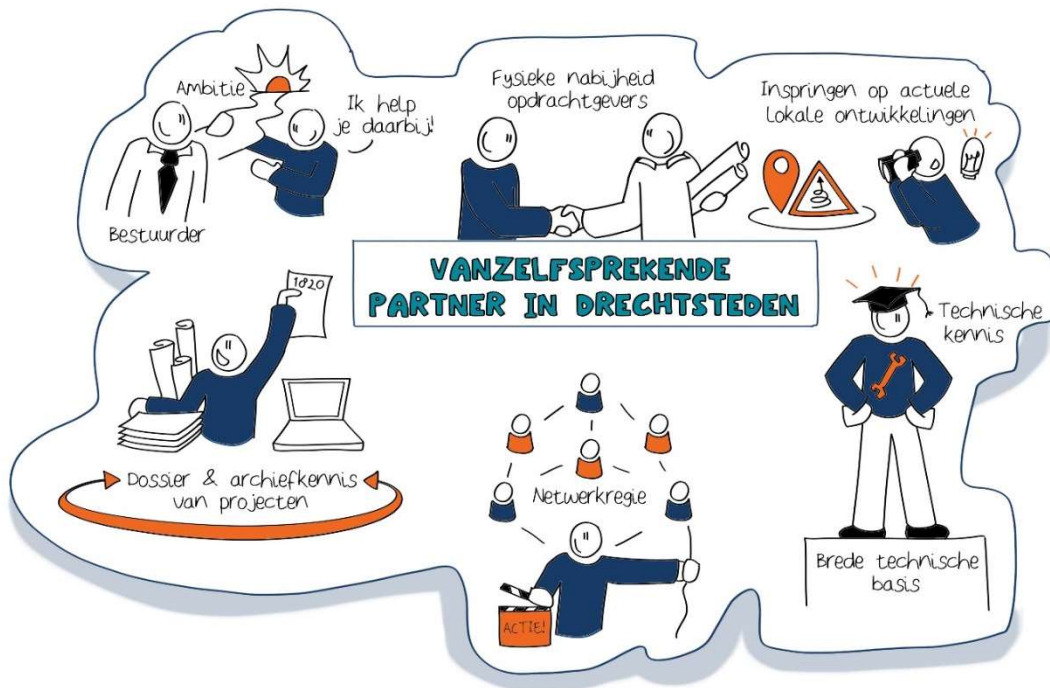 Ambitie
Ik help
je daarbij!
Bestuurder
Fysieke nabijheid
opdrachtgevers
Inspringen op actuele
lokale ontwikkelingen
VANZELFSPREKENDE
PARTNER IN DRECHTSTEDEN
1820
Dossier & archiefkennis
van projecten
Netwerkregie
ACTIE!
Technische
kennis
Brede technische
basis